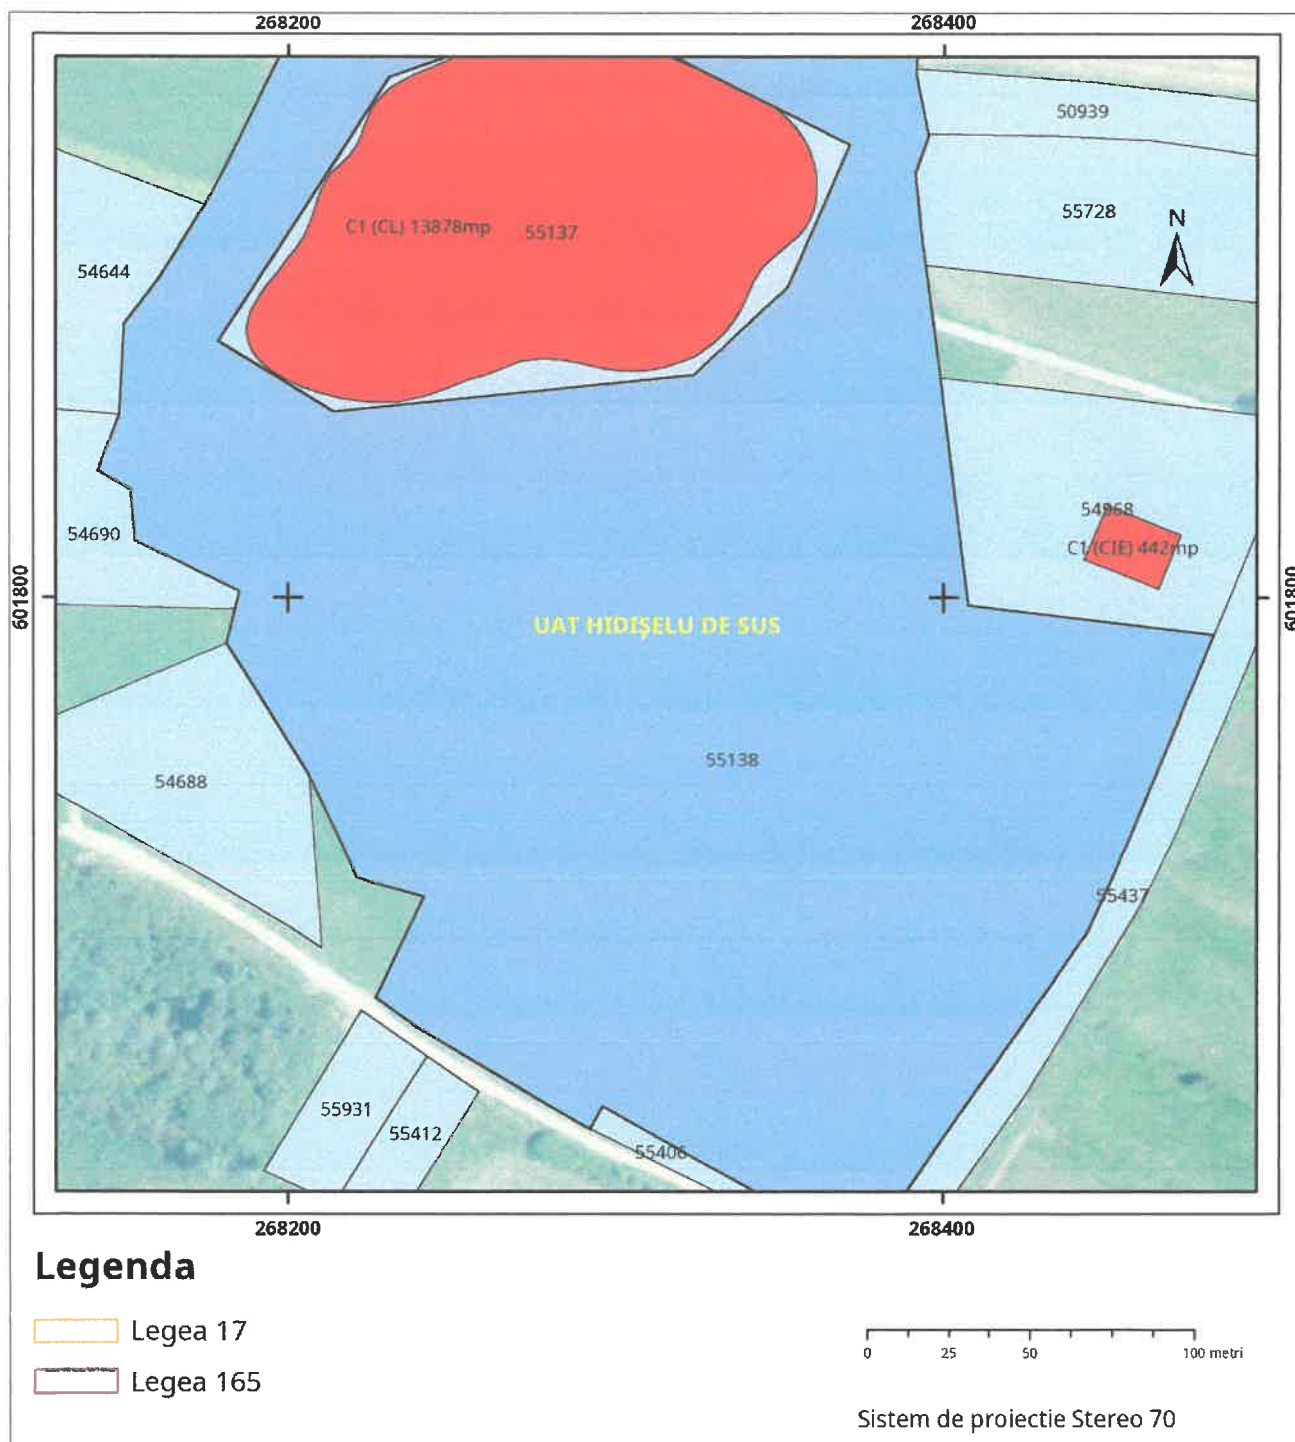 268200 268400
50939
55728
N
C1 (CL) 13878mp 55137
54644
54968
54690
C1 (CIE) 442mp
601800 601800
UAT HIDIŞELU DE SUS
55138
54688
55437
55931
55412
55406
268200 268400
Legenda
Legea 17
Legea 165
0 25 50 100 metri
Sistem de proiectie Stereo 70